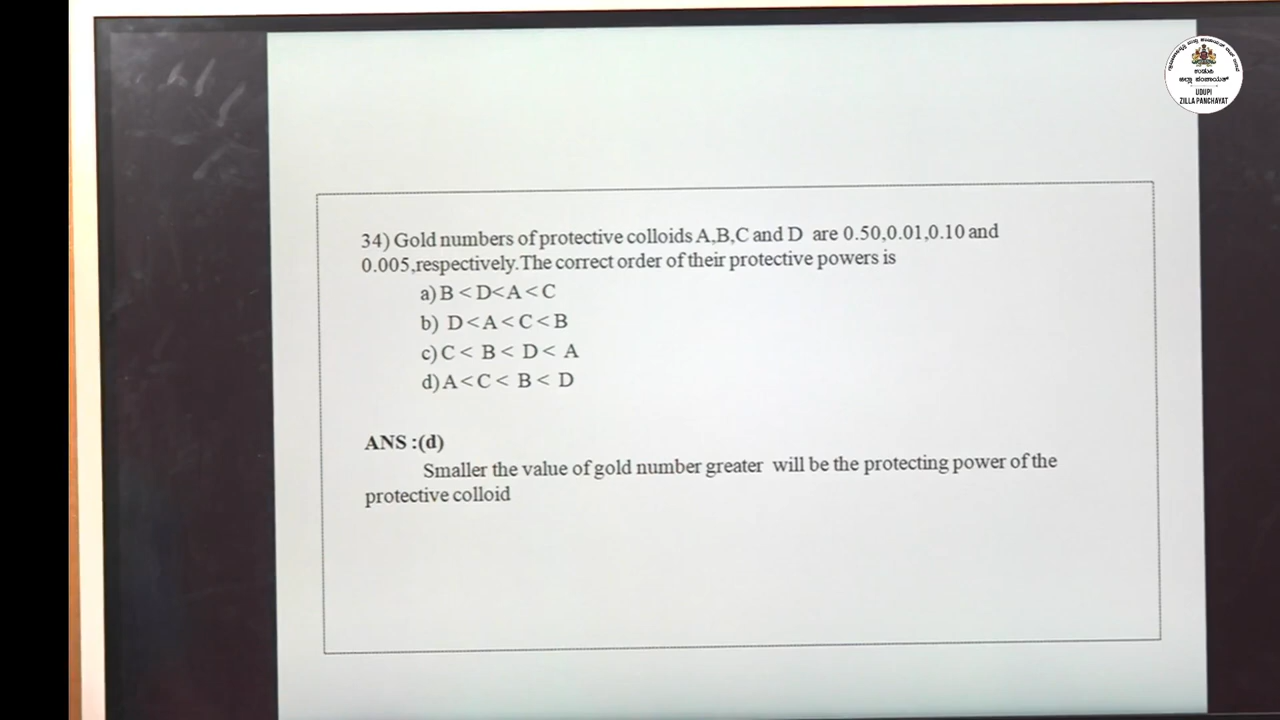 ಉಡುಪಿ
ಜಿಲ್ಲಾ ಪಂಚಾಯತ್
UDUPI
ZILLA PANCHAYAT
34) Gold numbers of protective colloids A,B,C and D are 0.50,0.01,0.10 and
0.005,respectively.The correct order of their protective powers is
a) B < D< A < C
b) D < A < C < B
c) C < B < D < A
d) A < C < B < D
ANS :(d)
Smaller the value of gold number greater will be the protecting power of the
protective colloid